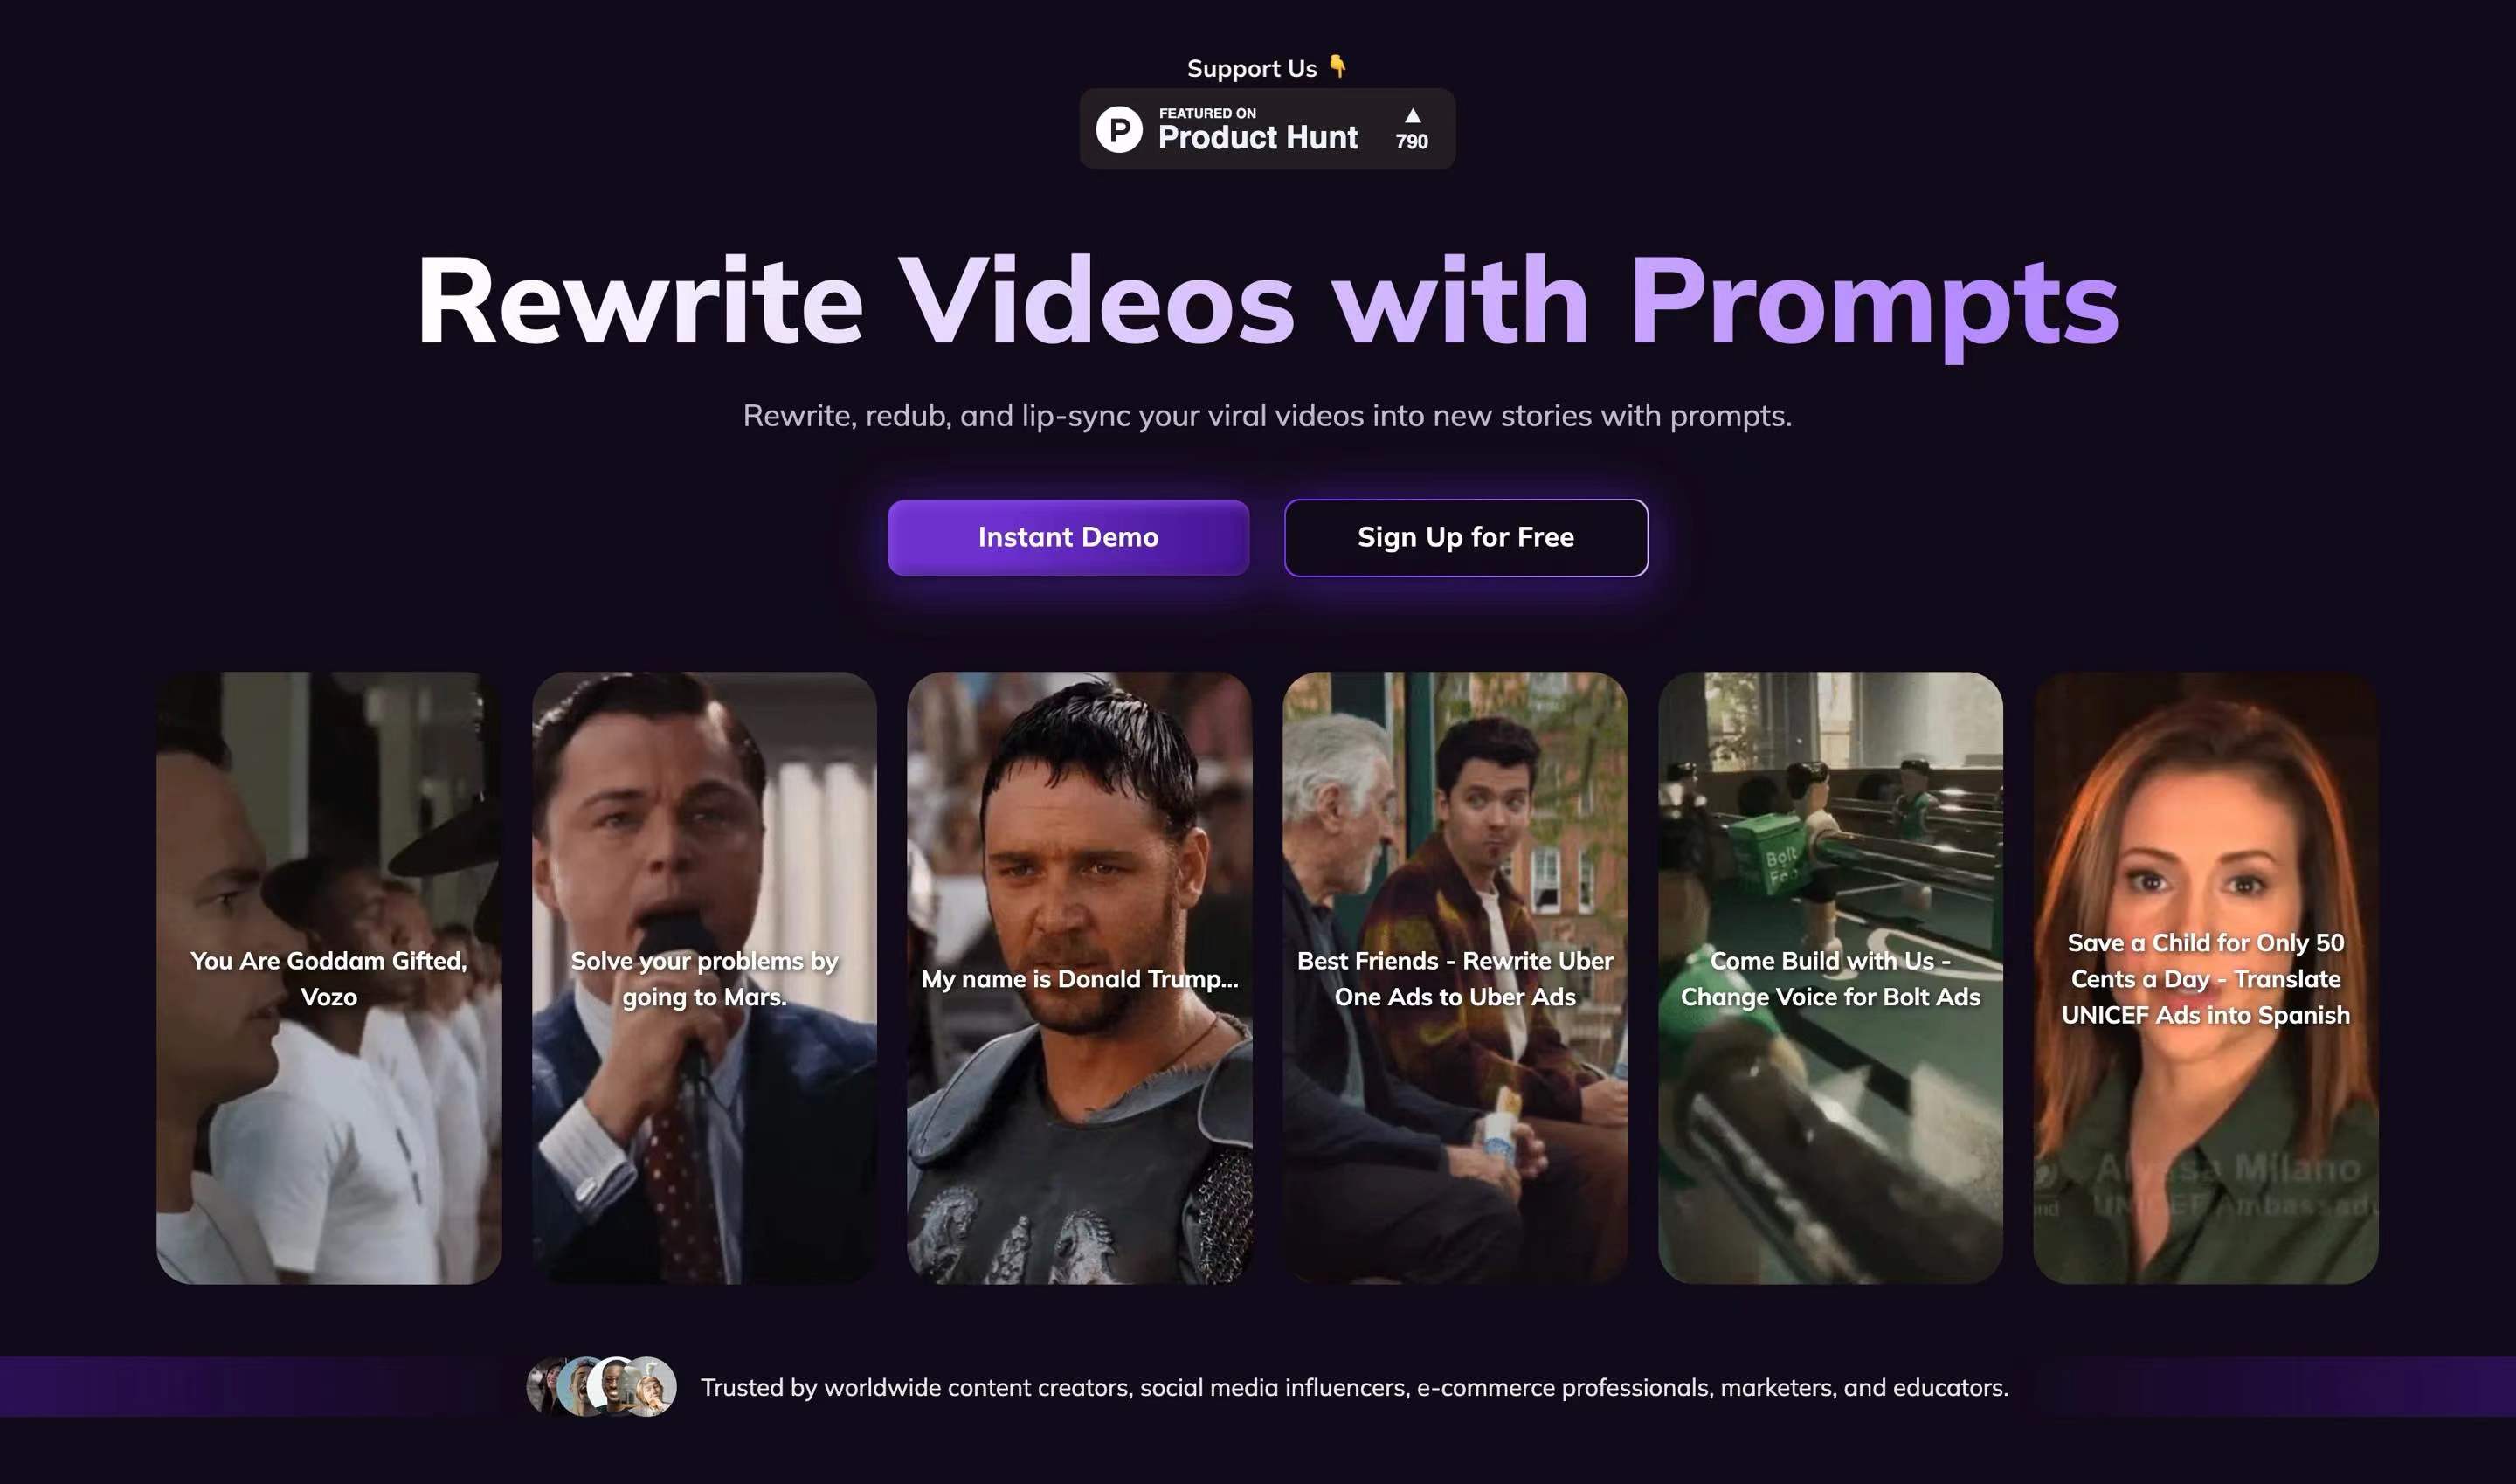 Support Us 👇
FEATURED ON
Product Hunt
▲
790
Rewrite Videos with Prompts
Rewrite, redub, and lip-sync your viral videos into new stories with prompts.
Instant Demo
Sign Up for Free
You Are Goddam Gifted,
Vozo
Solve your problems by
going to Mars.
My name is Donald Trump...
Best Friends - Rewrite Uber
One Ads to Uber Ads
Come Build with Us -
Change Voice for Bolt Ads
Bolt
Save a Child for Only 50
Cents a Day - Translate
UNICEF Ads into Spanish
Milano
Trusted by worldwide content creators, social media influencers, e-commerce professionals, marketers, and educators.